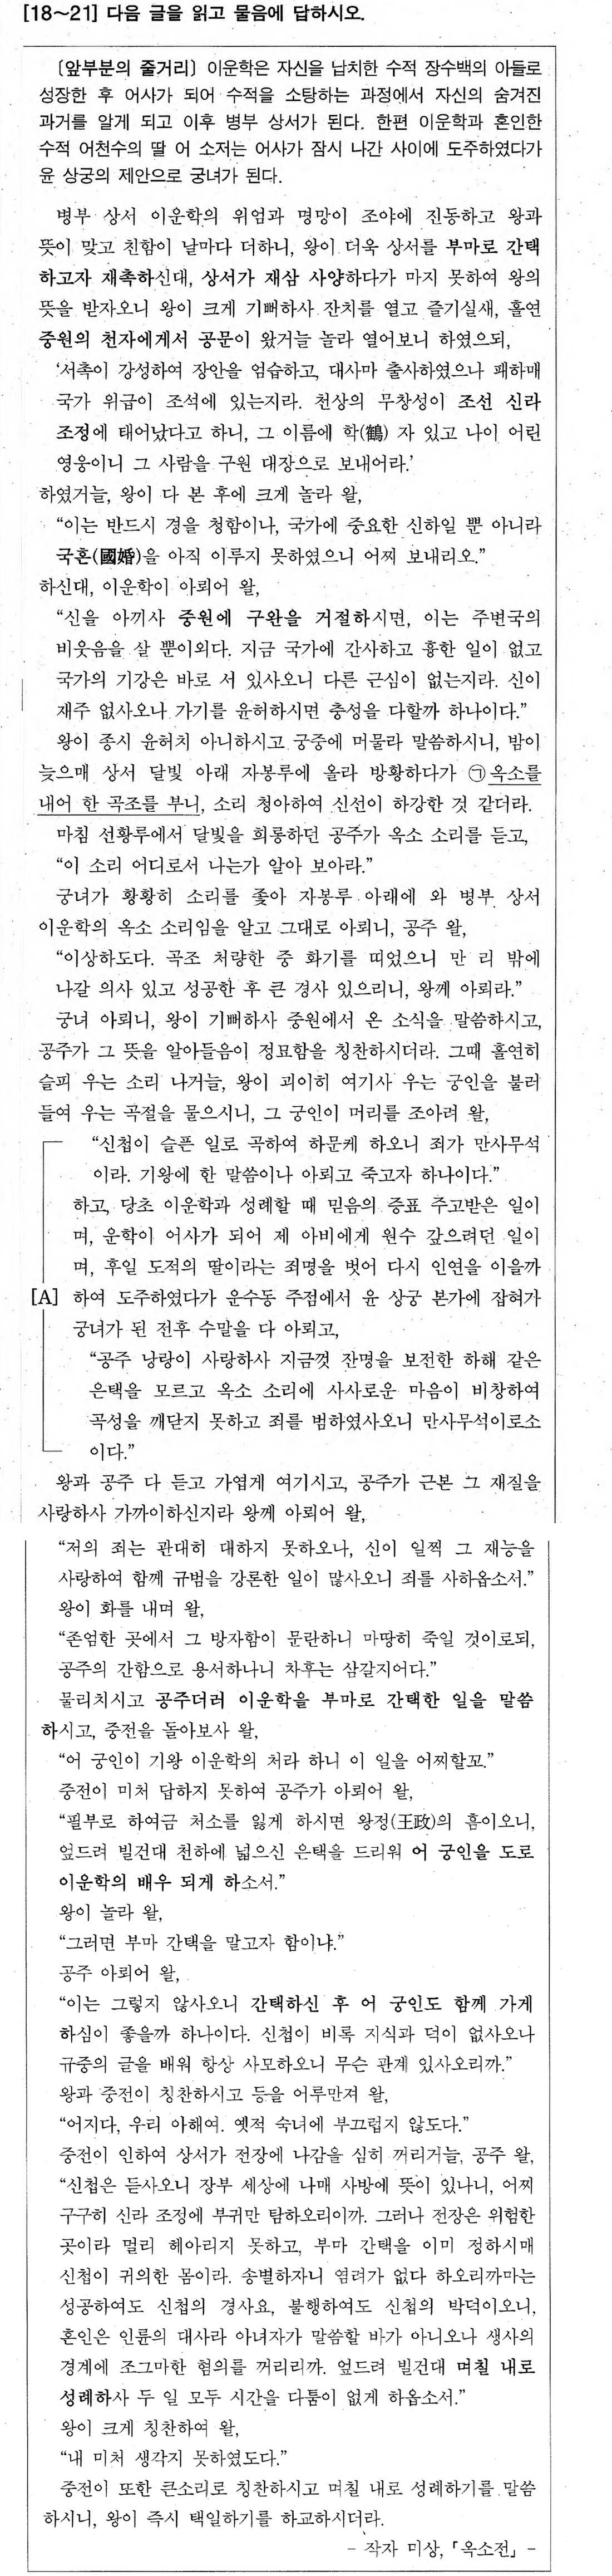 [18~21] 다음 글을 읽고 물음에 답하시오.
〔앞부분의 줄거리〕 이운학은 자신을 납치한 수적 장수백의 아들로
성장한 후 어사가 되어 수적을 소탕하는 과정에서 자신의 숨겨진
과거를 알게 되고 이후 병부 상서가 된다. 한편 이운학과 혼인한
수적 어천수의 딸 어 소저는 어사가 잠시 나간 사이에 도주하였다가
윤 상궁의 제안으로 궁녀가 된다.
병부 상서 이운학의 위엄과 명망이 조야에 진동하고 왕과
뜻이 맞고 친함이 날마다 더하니, 왕이 더욱 상서를 부마로 간택
하고자 재촉하신대, 상서가 재삼 사양하다가 마지 못하여 왕의
뜻을 받자오니 왕이 크게 기뻐하사 잔치를 열고 즐기실새, 홀연
중원의 천자에게서 공문이 왔거늘 놀라 열어보니 하였으되,
‘서촉이 강성하여 장안을 엄습하고, 대사마 출사하였으나 패하매
국가 위급이 조석에 있는지라. 천상의 무창성이 조선 신라
조정에 태어났다고 하니, 그 이름에 학(鶴) 자 있고 나이 어린
영웅이니 그 사람을 구원 대장으로 보내어라.’
하였거늘, 왕이 다 본 후에 크게 놀라 왈,
“이는 반드시 경을 청함이나, 국가에 중요한 신하일 뿐 아니라
국혼(國婚)을 아직 이루지 못하였으니 어찌 보내리오.”
하신대, 이운학이 아뢰어 왈,
“신을 아끼사 중원에 구완을 거절하시면, 이는 주변국의
비웃음을 살 뿐이외다. 지금 국가에 간사하고 흉한 일이 없고
국가의 기강은 바로 서 있사오니 다른 근심이 없는지라. 신이
재주 없사오나 가기를 윤허하시면 충성을 다할까 하나이다.”
왕이 종시 윤허치 아니하시고 궁중에 머물라 말씀하시니, 밤이
늦으매 상서 달빛 아래 자봉루에 올라 방황하다가 ㉠옥소를
내어 한 곡조를 부니, 소리 청아하여 신선이 하강한 것 같더라.
마침 선황루에서 달빛을 희롱하던 공주가 옥소 소리를 듣고,
“이 소리 어디로서 나는가 알아 보아라.”
궁녀가 황황히 소리를 좇아 자봉루 아래에 와 병부 상서
이운학의 옥소 소리임을 알고 그대로 아뢰니, 공주 왈,
“이상하도다. 곡조 처량한 중 화기를 띠었으니 만 리 밖에
나갈 의사 있고 성공한 후 큰 경사 있으리니, 왕께 아뢰라.”
궁녀 아뢰니, 왕이 기뻐하사 중원에서 온 소식을 말씀하시고,
공주가 그 뜻을 알아들음이 정묘함을 칭찬하시더라. 그때 홀연히
슬피 우는 소리 나거늘, 왕이 괴이히 여기사 우는 궁인을 불러
들여 우는 곡절을 물으시니, 그 궁인이 머리를 조아려 왈,
“신첩이 슬픈 일로 곡하여 하문케 하오니 죄가 만사무석
이라. 기왕에 한 말씀이나 아뢰고 죽고자 하나이다.”
하고, 당초 이운학과 성례할 때 믿음의 증표 주고받은 일이
며, 운학이 어사가 되어 제 아비에게 원수 갚으려던 일이
며, 후일 도적의 딸이라는 죄명을 벗어 다시 인연을 이을까
[A] 하여 도주하였다가 운수동 주점에서 윤 상궁 본가에 잡혀가
궁녀가 된 전후 수말을 다 아뢰고,
“공주 낭랑이 사랑하사 지금껏 잔명을 보전한 하해 같은
은택을 모르고 옥소 소리에 사사로운 마음이 비창하여
곡성을 깨닫지 못하고 죄를 범하였사오니 만사무석이로소
이다.”
왕과 공주 다 듣고 가엽게 여기시고, 공주가 근본 그 재질을
사랑하사 가까이하신지라 왕께 아뢰어 왈,
“저의 죄는 관대히 대하지 못하오나, 신이 일찍 그 재능을
사랑하여 함께 규범을 강론한 일이 많사오니 죄를 사하옵소서.”
왕이 화를 내며 왈,
“존엄한 곳에서 그 방자함이 문란하니 마땅히 죽일 것이로되,
공주의 간함으로 용서하나니 차후는 삼갈지어다.”
물리치시고 공주더러 이운학을 부마로 간택한 일을 말씀
하시고, 중전을 돌아보사 왈,
“어 궁인이 기왕 이운학의 처라 하니 이 일을 어찌할꼬.”
중전이 미처 답하지 못하여 공주가 아뢰어 왈,
“필부로 하여금 처소를 잃게 하시면 왕정(王政)의 흠이오니,
엎드려 빌건대 천하에 넓으신 은택을 드리워 어 궁인을 도로
이운학의 배우 되게 하소서.”
왕이 놀라 왈,
“그러면 부마 간택을 말고자 함이냐.”
공주 아뢰어 왈,
“이는 그렇지 않사오니 간택하신 후 어 궁인도 함께 가게
하심이 좋을까 하나이다. 신첩이 비록 지식과 덕이 없사오나
규중의 글을 배워 항상 사모하오니 무슨 관계 있사오리까.”
왕과 중전이 칭찬하시고 등을 어루만져 왈,
“어지다, 우리 아해여. 옛적 숙녀에 부끄럽지 않도다.”
중전이 인하여 상서가 전장에 나감을 심히 꺼리거늘, 공주 왈,
“신첩은 듣사오니 장부 세상에 나매 사방에 뜻이 있나니, 어찌
구구히 신라 조정에 부귀만 탐하오리이까. 그러나 전장은 위험한
곳이라 멀리 헤아리지 못하고, 부마 간택을 이미 정하시매
신첩이 귀의한 몸이라. 송별하자니 염려가 없다 하오리까마는
성공하여도 신첩의 경사요, 불행하여도 신첩의 박덕이오니,
혼인은 인륜의 대사라 아녀자가 말씀할 바가 아니오나 생사의
경계에 조그마한 혐의를 꺼리리까. 엎드려 빌건대 며칠 내로
성례하사 두 일 모두 시간을 다툼이 없게 하옵소서.”
왕이 크게 칭찬하여 왈,
“내 미처 생각지 못하였도다.”
중전이 또한 큰소리로 칭찬하시고 며칠 내로 성례하기를 말씀
하시니, 왕이 즉시 택일하기를 하교하시더라.
- 작자 미상, 「옥소전」 -